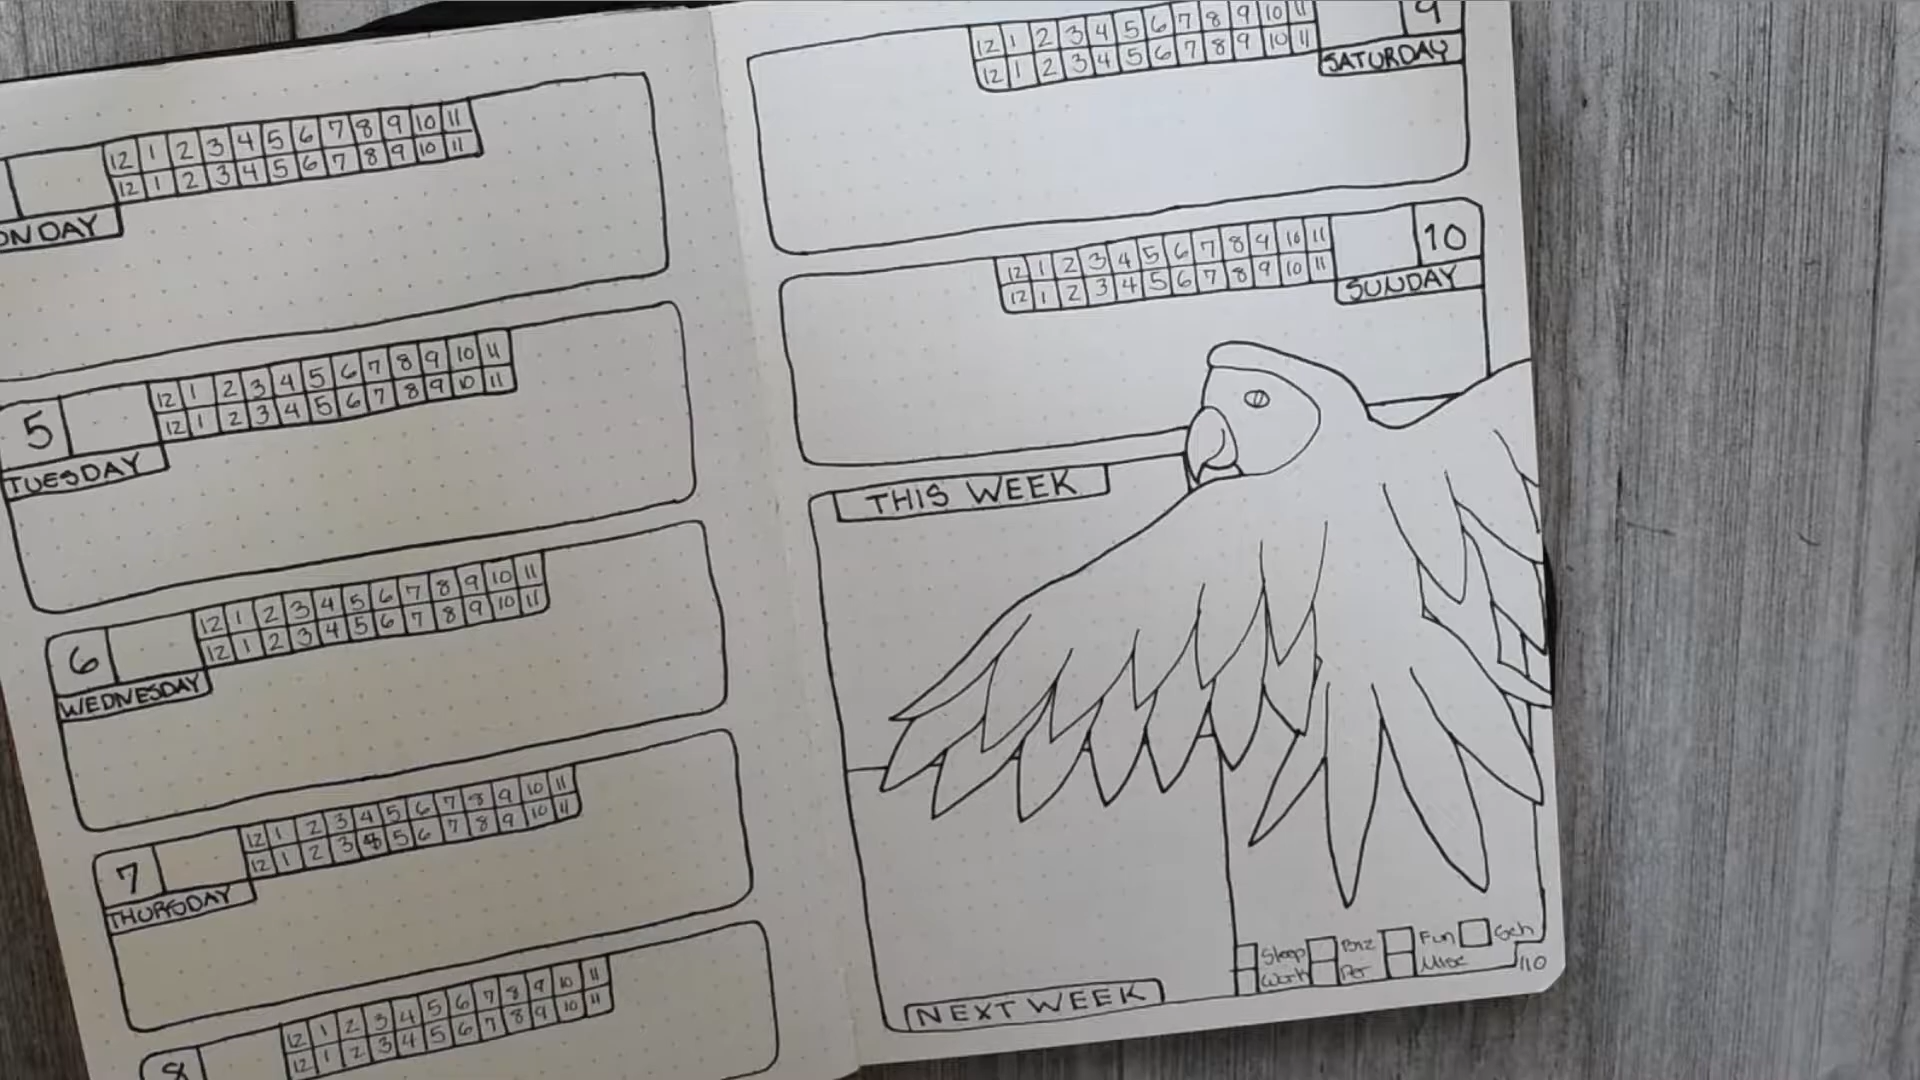 12 1 2 3 4 5 6 7 8 9 10 11
12 1 2 3 4 5 6 7 8 9 10 11
ONDAY
12 1 2 3 4 5 6 7 8 9 10 11
5 12 1 2 3 4 5 6 7 8 9 10 11
TUESDAY
12 1 2 3 4 5 6 7 8 9 10 11
6 12 1 2 3 4 5 6 7 8 9 10 11
WEDNESDAY
12 1 2 3 4 5 6 7 8 9 10 11
7 12 1 2 3 4 5 6 7 8 9 10 11
THURSDAY
12 1 2 3 4 5 6 7 8 9 10 11
8 12 1 2 3 4 5 6 7 8 9 10 11
12 1 2 3 4 5 6 7 8 9 10 11 9
12 1 2 3 4 5 6 7 8 9 10 11
SATURDAY
12 1 2 3 4 5 6 7 8 9 10 11 10
12 1 2 3 4 5 6 7 8 9 10 11
SUNDAY
THIS WEEK
Sleep Biz Fun Sch
Work Per Misc
110
NEXT WEEK